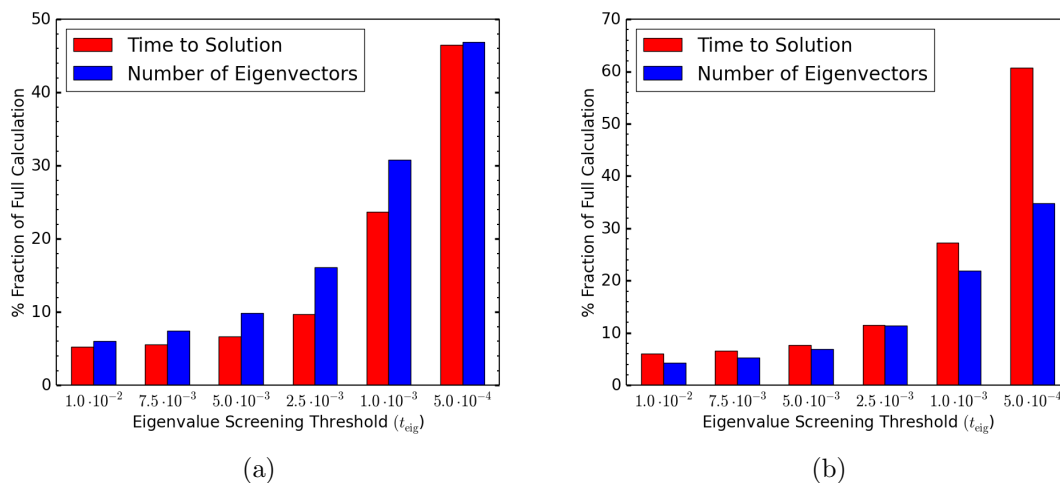 50
40
30
20
10
0
% Fraction of Full Calculation
Time to Solution
Number of Eigenvectors
1.0·10⁻² 7.5·10⁻³ 5.0·10⁻³ 2.5·10⁻³ 1.0·10⁻³ 5.0·10⁻⁴
Eigenvalue Screening Threshold (t_eig)
(a)
70
60
50
40
30
20
10
0
% Fraction of Full Calculation
Time to Solution
Number of Eigenvectors
1.0·10⁻² 7.5·10⁻³ 5.0·10⁻³ 2.5·10⁻³ 1.0·10⁻³ 5.0·10⁻⁴
Eigenvalue Screening Threshold (t_eig)
(b)